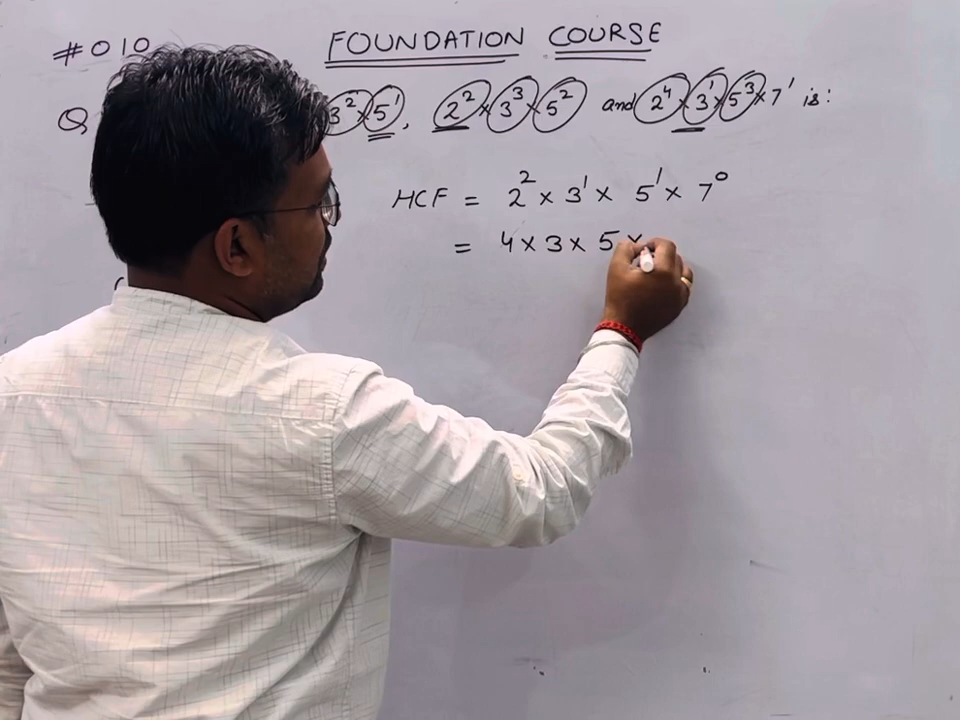 #010 FOUNDATION COURSE
Q 3² × 5¹, 2² × 3³ × 5² and 2⁴ × 3¹ × 5³ × 7¹ is:
HCF = 2² × 3¹ × 5¹ × 7⁰
= 4 × 3 × 5 ×